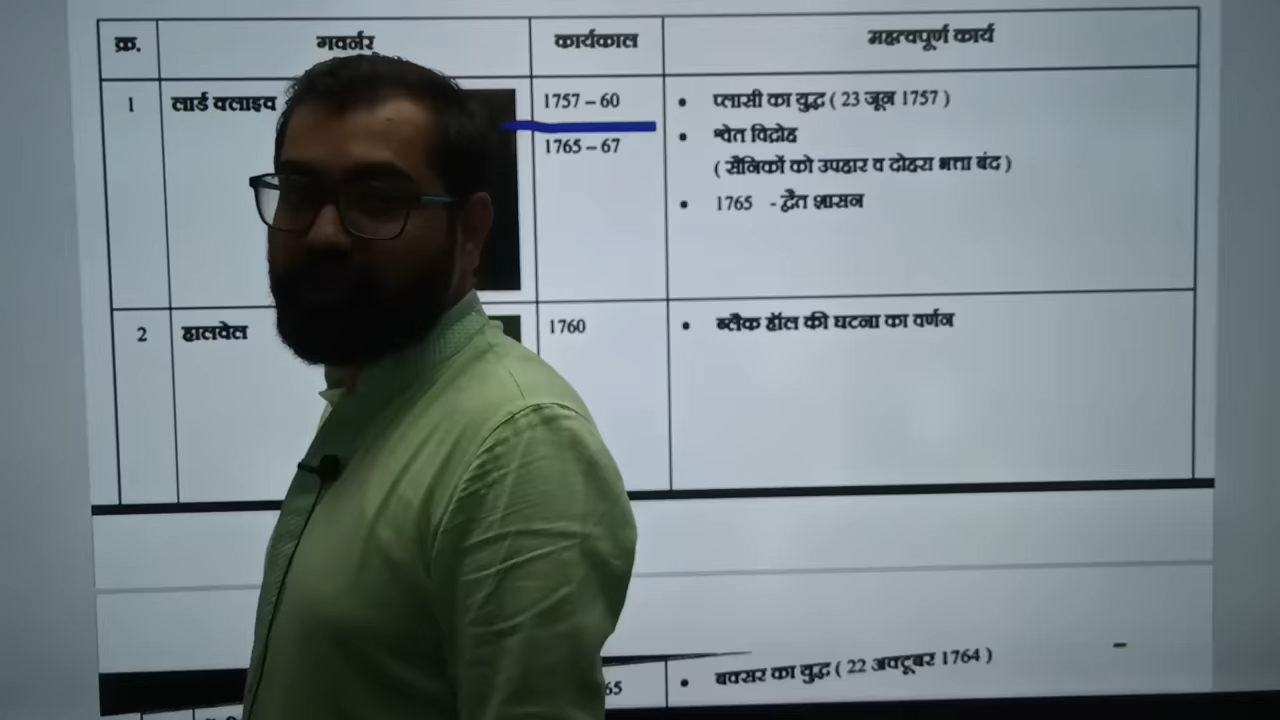 क्र. गवर्नर कार्यकाल महत्वपूर्ण कार्य
1 लार्ड क्लाइव 1757 – 60 • प्लासी का युद्ध ( 23 जून 1757 )
1765 – 67 • श्वेत विद्रोह
( सैनिकों को उपहार व दोहरा भत्ता बंद )
• 1765 - द्वैत शासन
2 हालवेल 1760 • ब्लैक हॉल की घटना का वर्णन
65 • बक्सर का युद्ध ( 22 अक्टूबर 1764 )